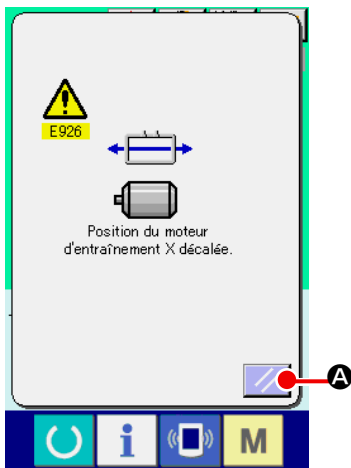 E926
Position du moteur
d'entraînement X décalée.
A
i
M